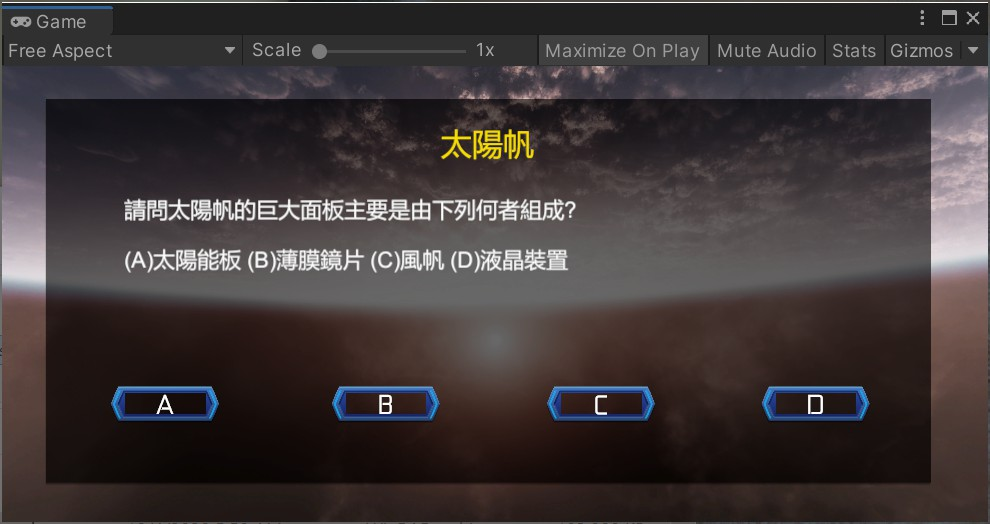 Game
Free Aspect Scale 1x Maximize On Play Mute Audio Stats Gizmos
太陽帆
請問太陽帆的巨大面板主要是由下列何者組成?
(A)太陽能板 (B)薄膜鏡片 (C)風帆 (D)液晶裝置
A B C D